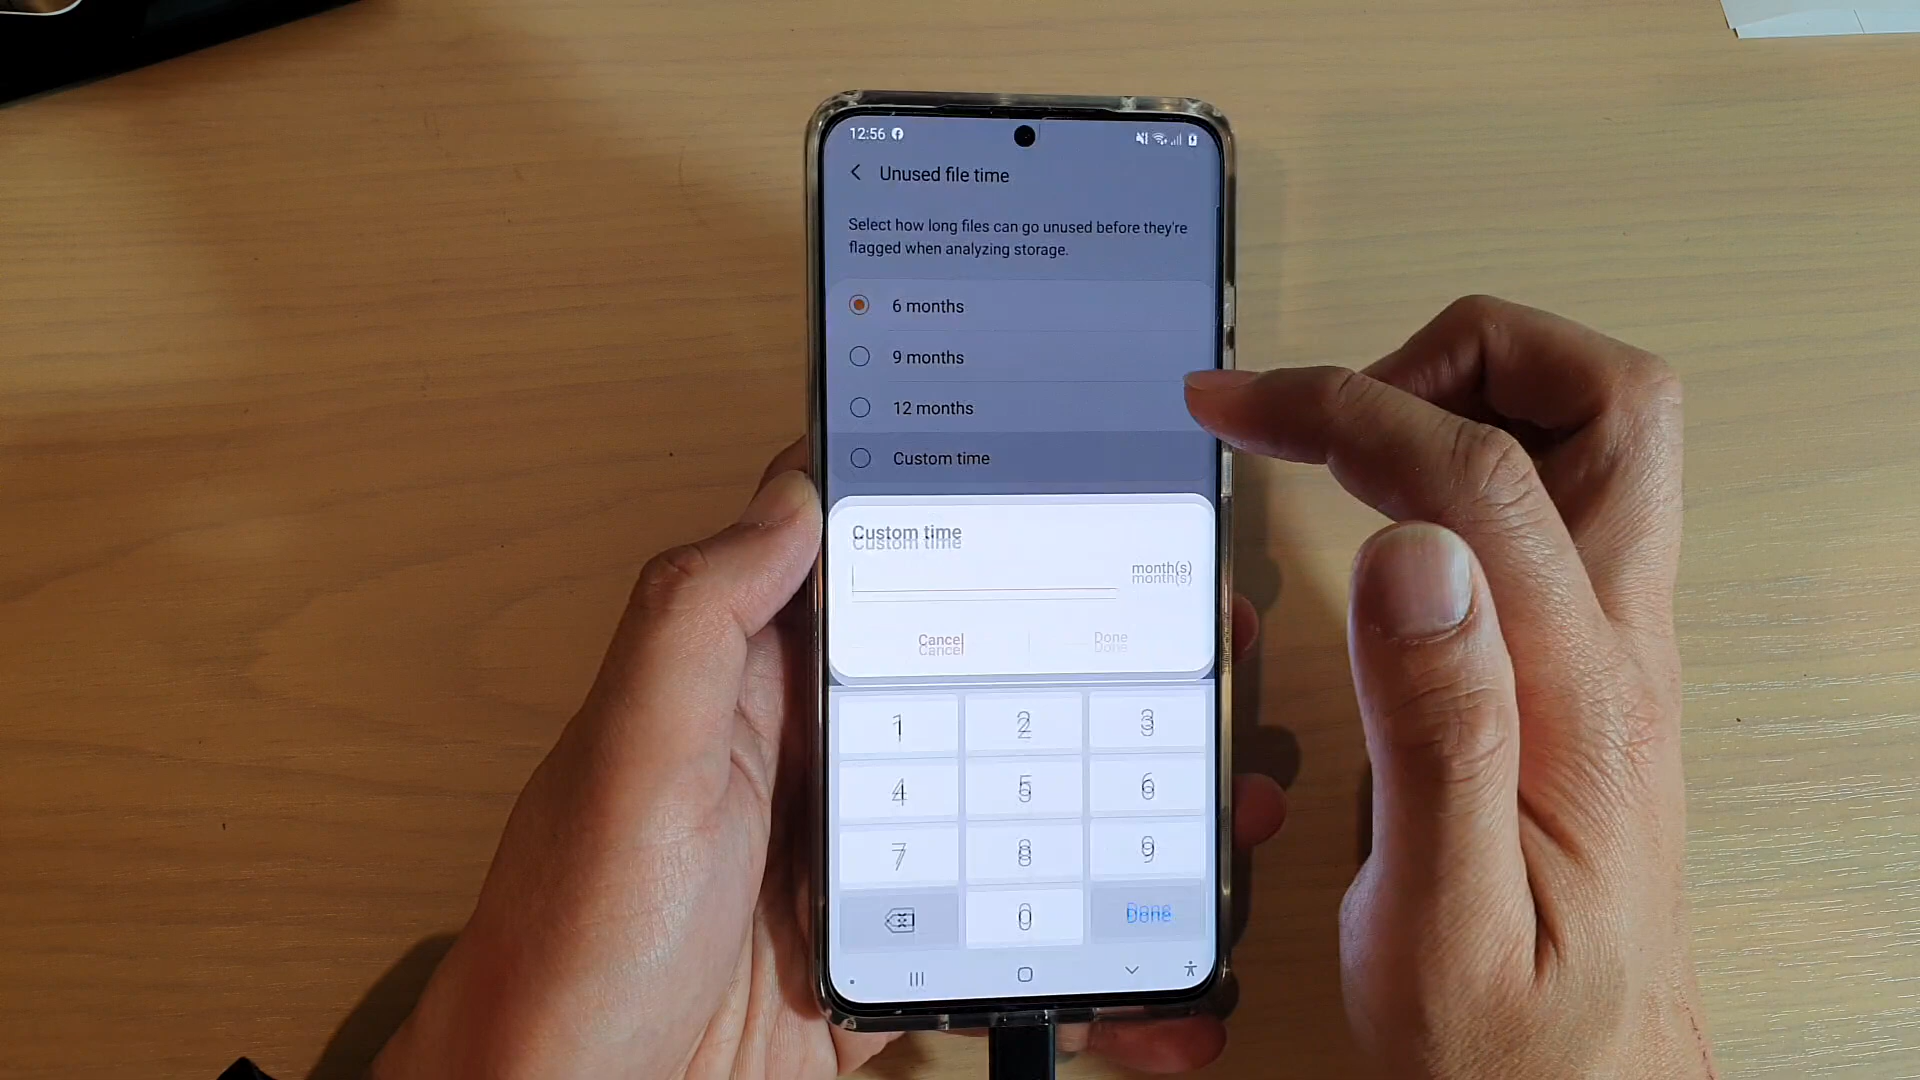 12:56
Unused file time
Select how long files can go unused before they're
flagged when analyzing storage.
6 months
9 months
12 months
Custom time
Custom time
month(s)
Cancel
Done
1 2 3
4 5 6
7 8 9
0 Done